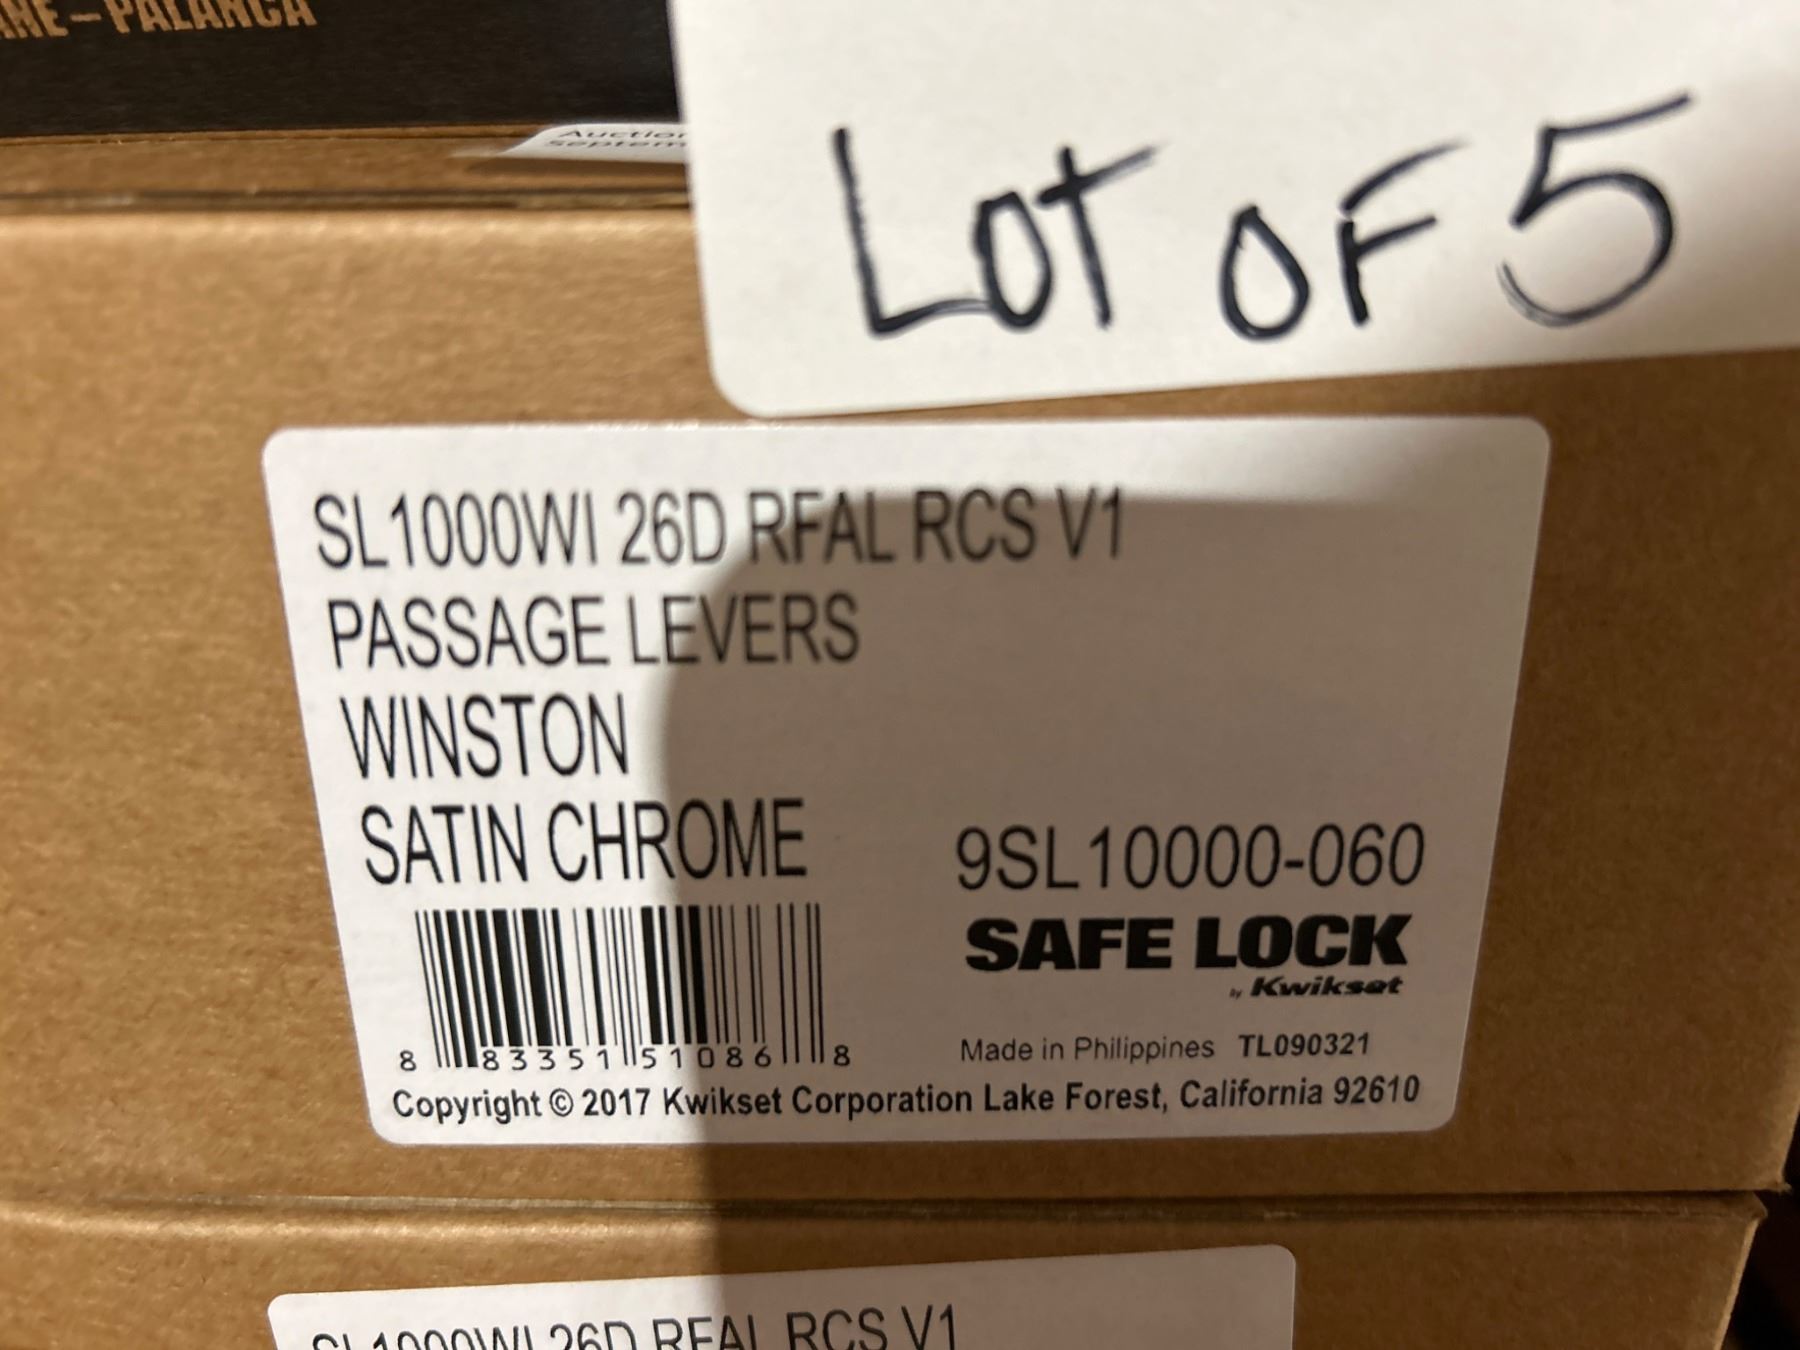 – PALANCA
Auction
Septem
LOT OF 5
SL1000WI 26D RFAL RCS V1
PASSAGE LEVERS
WINSTON
SATIN CHROME
9SL10000-060
SAFE LOCK
by Kwikset
8 83351 51086 8
Made in Philippines TL090321
Copyright © 2017 Kwikset Corporation Lake Forest, California 92610
SL1000WI 26D RFAL RCS V1